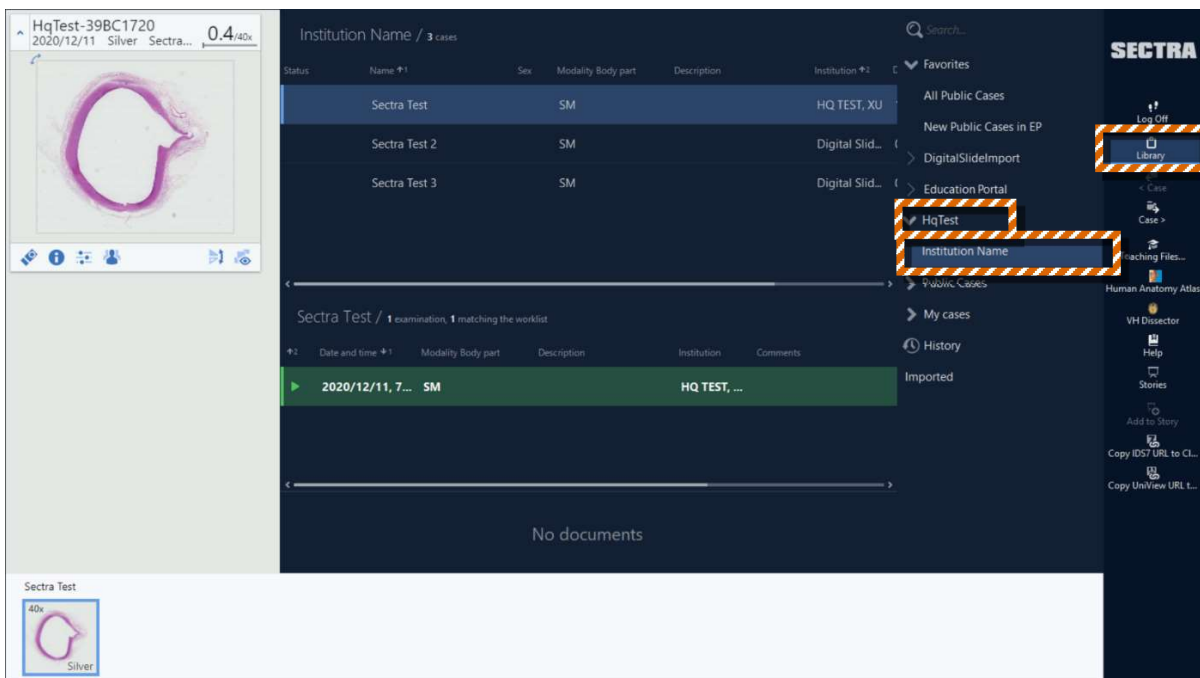 HqTest-39BC1720
2020/12/11 Silver Sectra...
0.4/40x
Institution Name / 3 cases
Status Name 1 Sex Modality Body part Description Institution 2
Sectra Test SM HQ TEST, XU
Sectra Test 2 SM Digital Slid...
Sectra Test 3 SM Digital Slid...
Sectra Test / 1 examination, 1 matching the worklist
2 Date and time 1 Modality Body part Description Institution Comments
2020/12/11, 7... SM HQ TEST, ...
No documents
Search...
Favorites
All Public Cases
New Public Cases in EP
DigitalSlideImport
Education Portal
HqTest
Institution Name
Public Cases
My cases
History
Imported
SECTRA
Log Off
Library
< Case
Case >
Teaching Files...
Human Anatomy Atlas
VH Dissector
Help
Stories
Add to Story
Copy IDS7 URL to Cl...
Copy UniView URL t...
Sectra Test
40x
Silver